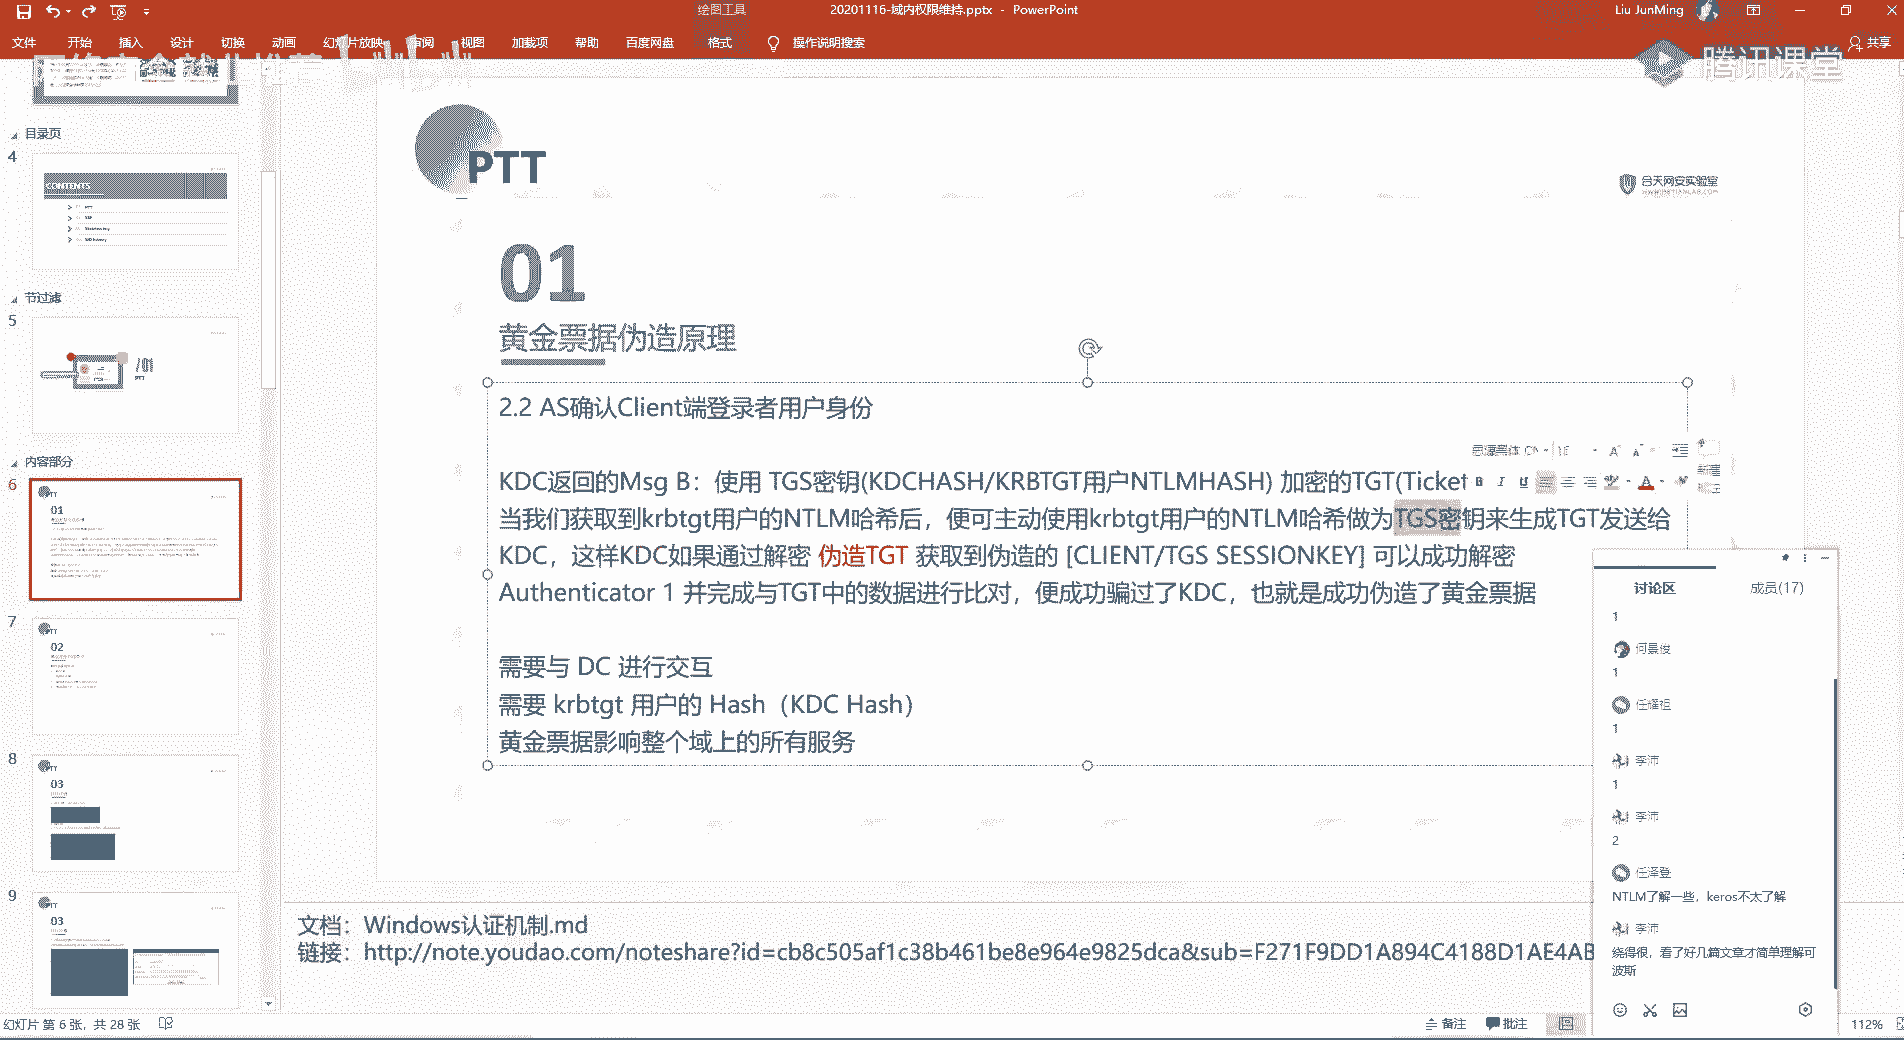 绘图工具
20201116-域内权限维持.pptx - PowerPoint
Liu JunMing
文件 开始 插入 设计 切换 动画 幻灯片放映 审阅 视图 加载项 帮助 百度网盘 格式 操作说明搜索
共享
腾讯课堂
目录页
4
CONTENTS
节过渡
5
/01
内容部分
6
01
7
02
8
03
9
03
PTT
合天网安实验室
01
黄金票据伪造原理
2.2 AS确认Client端登录者用户身份
KDC返回的Msg B：使用 TGS密钥(KDCHASH/KRBTGT用户NTLMHASH) 加密的TGT(Ticket
当我们获取到krbtgt用户的NTLM哈希后，便可主动使用krbtgt用户的NTLM哈希做为TGS密钥来生成TGT发送给
KDC，这样KDC如果通过解密 伪造TGT 获取到伪造的 [CLIENT/TGS SESSIONKEY] 可以成功解密
Authenticator 1 并完成与TGT中的数据进行比对，便成功骗过了KDC，也就是成功伪造了黄金票据
需要与 DC 进行交互
需要 krbtgt 用户的 Hash（KDC Hash）
黄金票据影响整个域上的所有服务
文档：Windows认证机制.md
链接：http://note.youdao.com/noteshare?id=cb8c505af1c38b461be8e964e9825dca&sub=F271F9DD1A894C4188D1AE4AB
讨论区 成员(17)
1
何景俊
1
任耀祖
1
李沛
1
李沛
2
任泽登
NTLM了解一些，keros不太了解
李沛
绕得很，看了好几篇文章才简单理解可
波斯
幻灯片 第 6 张，共 28 张
备注 批注
112%